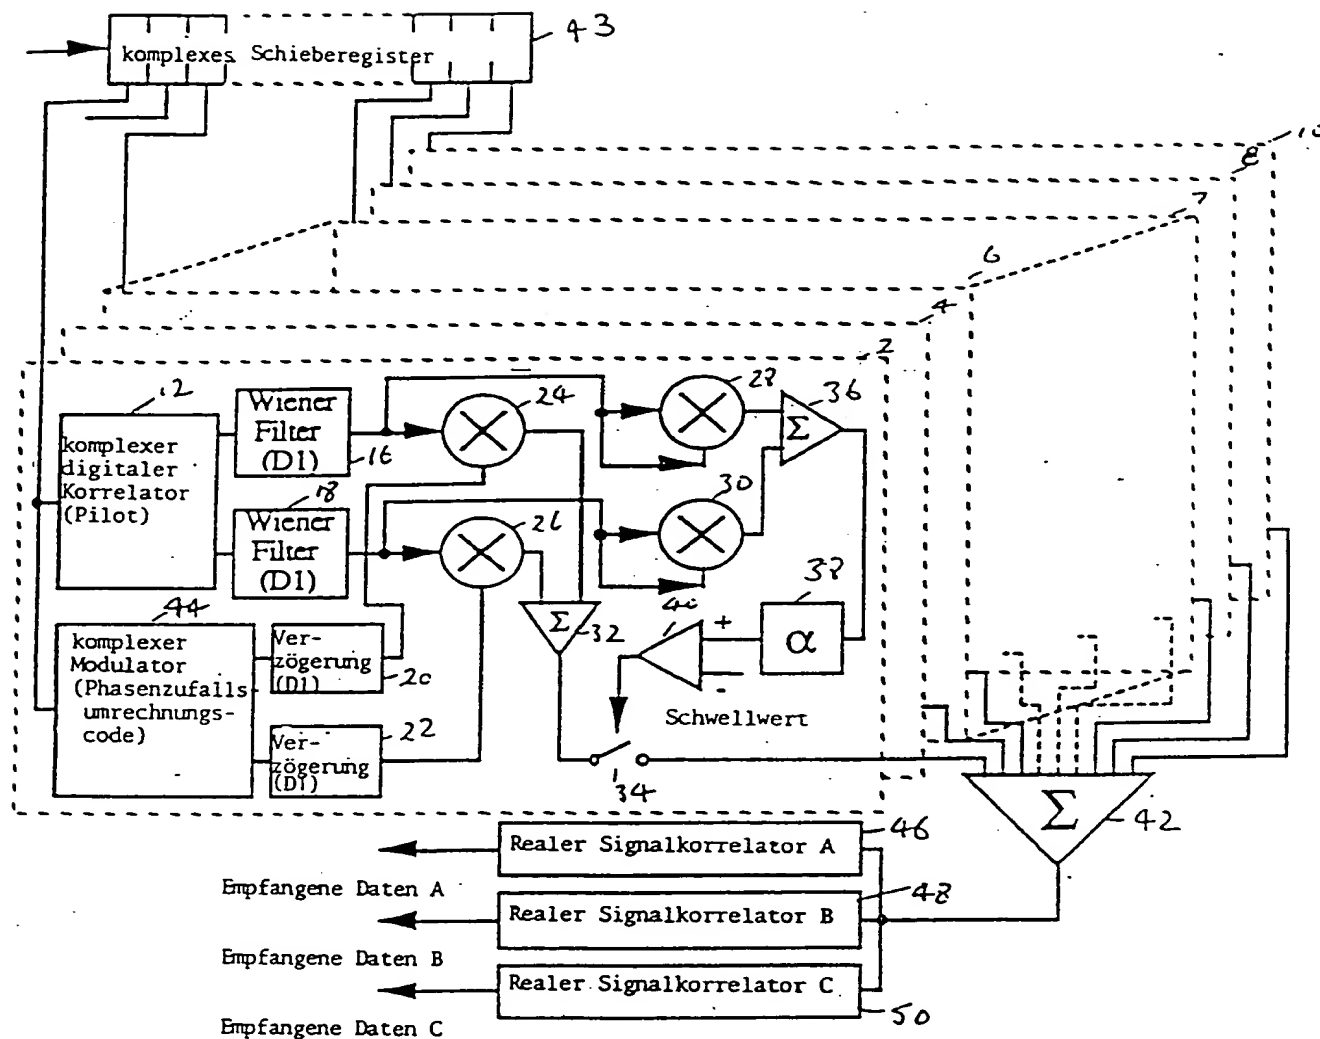 43
komplexes Schieberegister
10
8
7
6
4
2
12
komplexer
digitaler
Korrelator
(Pilot)
Wiener
Filter
(D1)
16
24
28
Σ
36
18
Wiener
Filter
(D1)
26
30
44
komplexer
Modulator
(Phasenzufalls-
umrechnungs-
code)
Ver-
zögerung
(D1)
20
Σ
32
40
+
-
38
α
Schwellwert
Ver-
zögerung
(D1)
22
34
Σ
42
46
Realer Signalkorrelator A
Empfangene Daten A
48
Realer Signalkorrelator B
Empfangene Daten B
Realer Signalkorrelator C
50
Empfangene Daten C